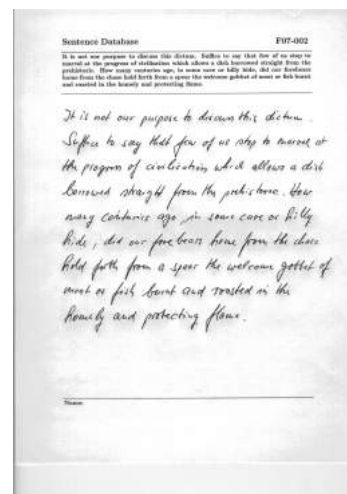 Sentence Database F07-002
It is not our purpose to discuss this dictum. Suffice to say that few of us stop to
marvel at the progress of civilisation which allows a dish borrowed straight from the
prehistoric. How many centuries ago, in some cave or hilly hide, did our forebears
home from the chase hold forth from a spear the welcome gobbet of meat or fish burnt
and roasted in the homely and protecting flame.
It is not our purpose to discuss this dictum.
Suffice to say that few of us stop to marvel at
the progress of civilisation which allows a dish
borrowed straight from the prehistoric. How
many centuries ago, in some cave or hilly
hide, did our forebears home from the chase
hold forth from a spear the welcome gobbet of
meat or fish burnt and roasted in the
homely and protecting flame.
Name: